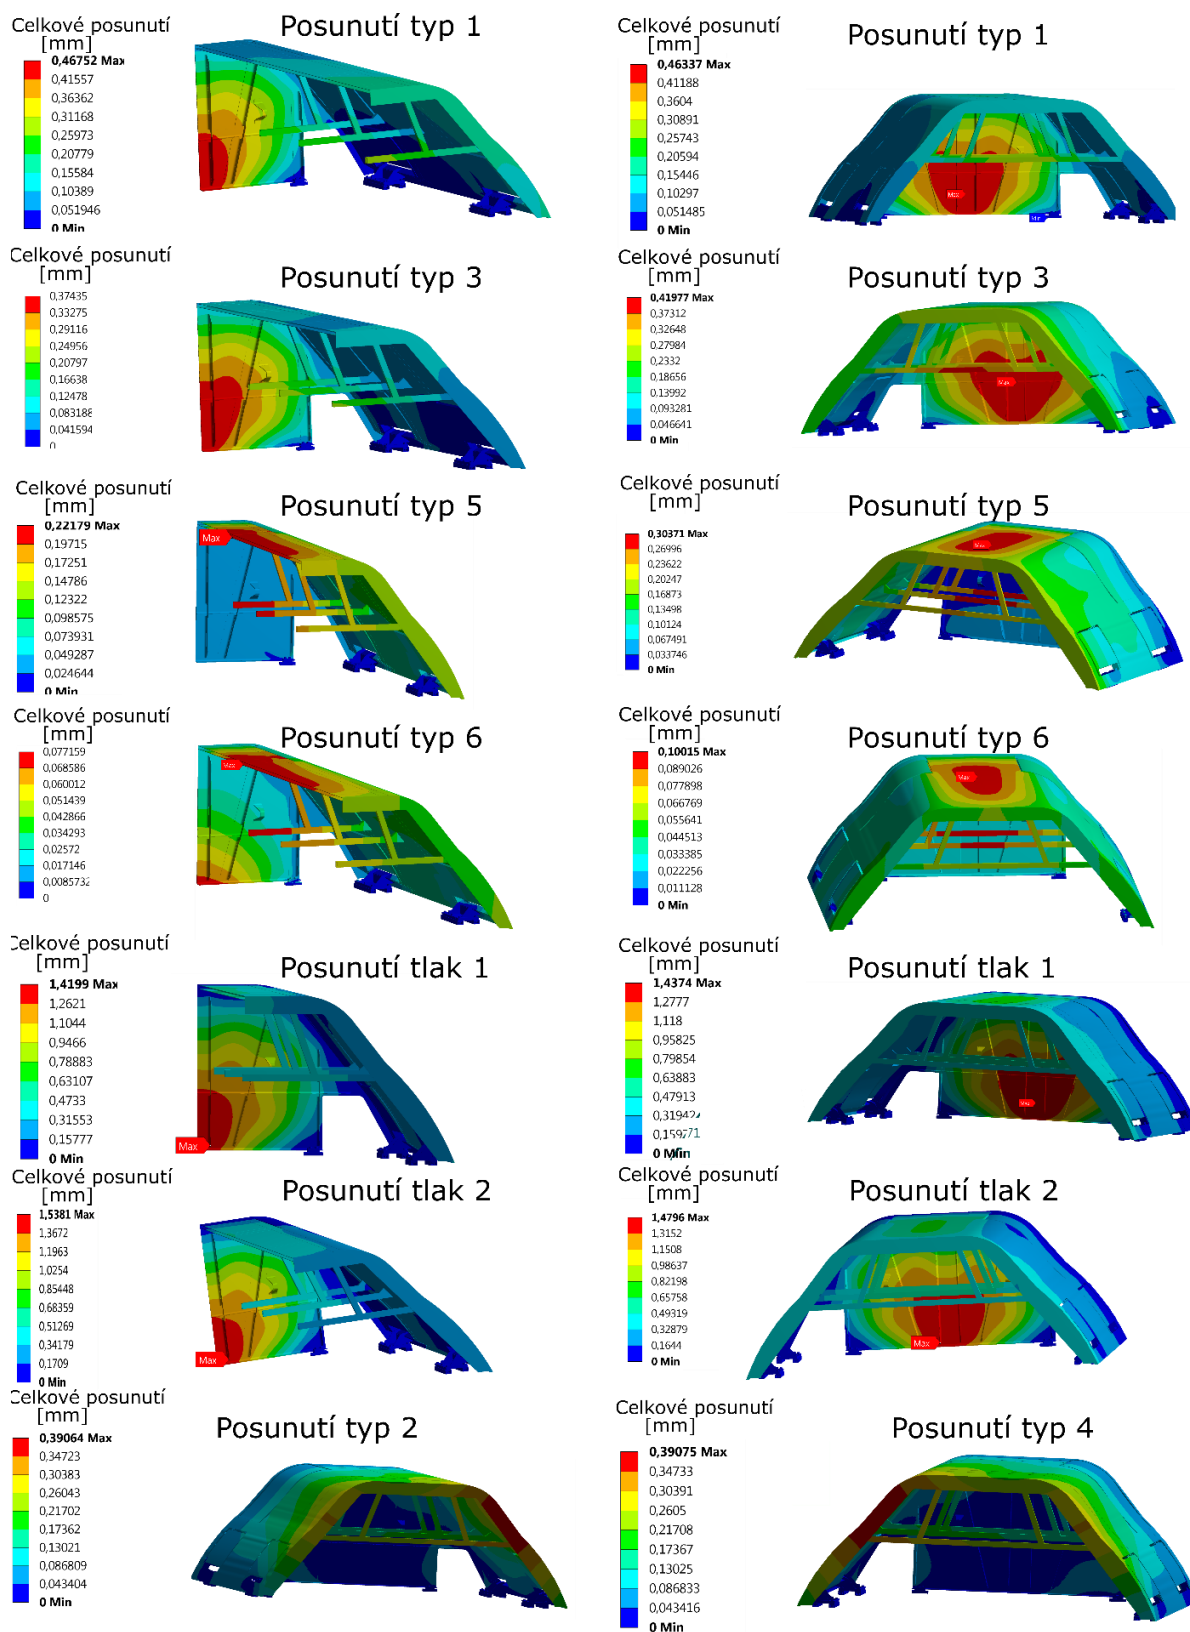 Celkové posunutí
[mm]
Posunutí typ 1
0,46752 Max
0,41557
0,36362
0,31168
0,25973
0,20779
0,15584
0,10389
0,051946
0 Min
Celkové posunutí
[mm]
Posunutí typ 1
0,46337 Max
0,41188
0,3604
0,30891
0,25743
0,20594
0,15446
0,10297
0,051485
0 Min
Max
Min
Celkové posunutí
[mm]
Posunutí typ 3
0,37435
0,33275
0,29116
0,24956
0,20797
0,16638
0,12478
0,083188
0,041594
0
Celkové posunutí
[mm]
Posunutí typ 3
0,41977 Max
0,37312
0,32648
0,27984
0,2332
0,18656
0,13992
0,093281
0,046641
0 Min
Max
Celkové posunutí
[mm]
Posunutí typ 5
0,22179 Max
0,19715
0,17251
0,14786
0,12322
0,098575
0,073931
0,049287
0,024644
0 Min
Max
Celkové posunutí
[mm]
Posunutí typ 5
0,30371 Max
0,26996
0,23622
0,20247
0,16873
0,13498
0,10124
0,067491
0,033746
0 Min
Max
Celkové posunutí
[mm]
Posunutí typ 6
0,077159
0,068586
0,060012
0,051439
0,042866
0,034293
0,02572
0,017146
0,0085732
0
Max
Celkové posunutí
[mm]
Posunutí typ 6
0,10015 Max
0,089026
0,077898
0,066769
0,055641
0,044513
0,033385
0,022256
0,011128
0 Min
Max
Celkové posunutí
[mm]
Posunutí tlak 1
1,4199 Max
1,2621
1,1044
0,9466
0,78883
0,63107
0,4733
0,31553
0,15777
0 Min
Max
Celkové posunutí
[mm]
Posunutí tlak 1
1,4374 Max
1,2777
1,118
0,95825
0,79854
0,63883
0,47913
0,31942
0 Min
Max
Celkové posunutí
[mm]
Posunutí tlak 2
1,5381 Max
1,3672
1,1963
1,0254
0,85448
0,68359
0,51269
0,34179
0,1709
0 Min
Max
Celkové posunutí
[mm]
Posunutí tlak 2
1,4796 Max
1,3152
1,1508
0,98637
0,82198
0,65758
0,49319
0,32879
0,1644
0 Min
Max
Celkové posunutí
[mm]
Posunutí typ 2
0,39064 Max
0,34723
0,30383
0,26043
0,21702
0,17362
0,13021
0,086809
0,043404
0 Min
Celkové posunutí
[mm]
Posunutí typ 4
0,39075 Max
0,34733
0,30391
0,2605
0,21708
0,17367
0,13025
0,086833
0,043416
0 Min